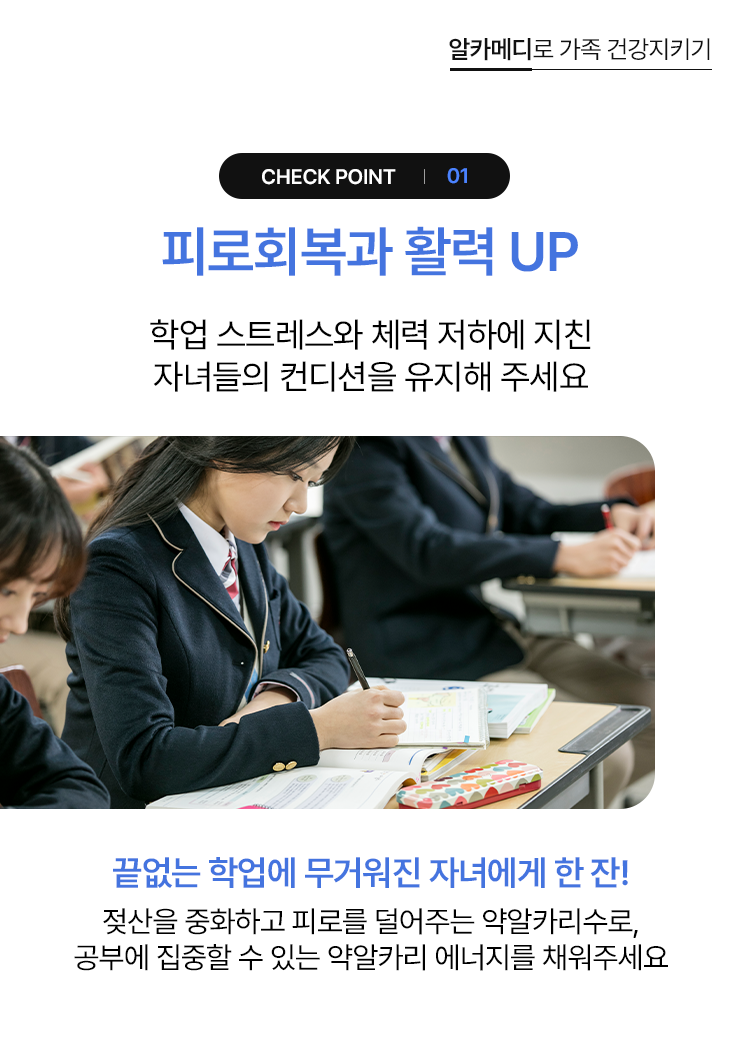 알카메디로 가족 건강지키기
CHECK POINT | 01
피로회복과 활력 UP
학업 스트레스와 체력 저하에 지친
자녀들의 컨디션을 유지해 주세요
끝없는 학업에 무거워진 자녀에게 한 잔!
젖산을 중화하고 피로를 덜어주는 약알카리수로,
공부에 집중할 수 있는 약알카리 에너지를 채워주세요